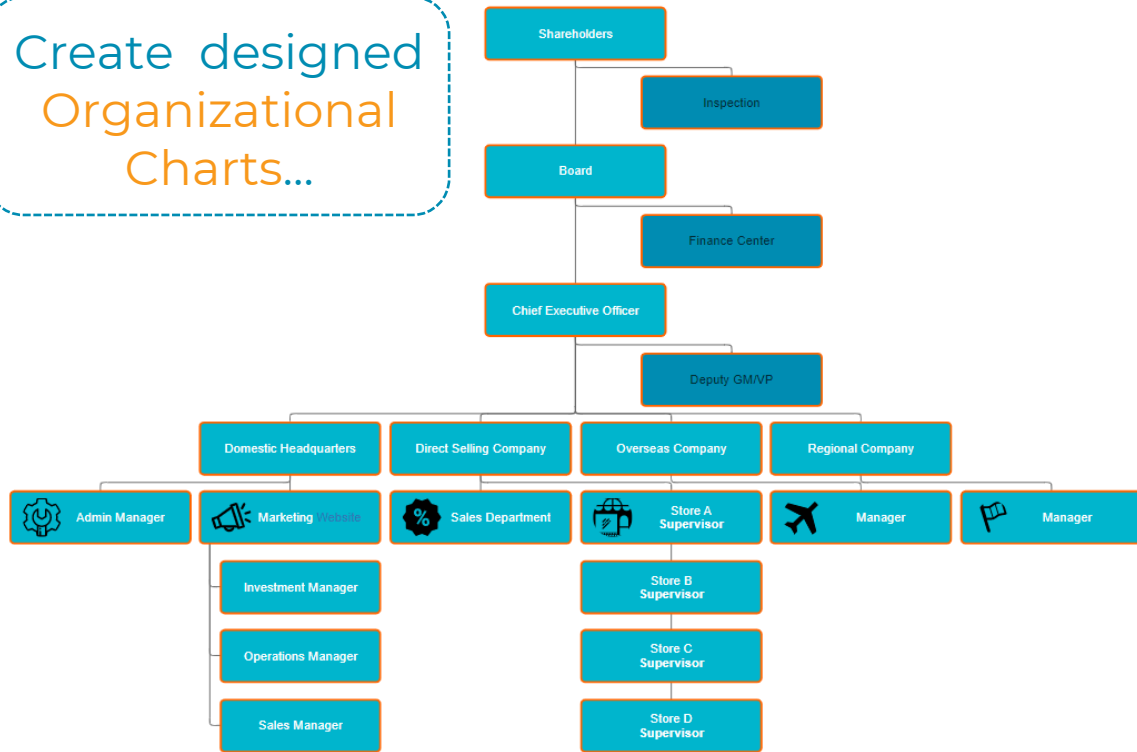 Create designed
Organizational
Charts...
Shareholders
Inspection
Board
Finance Center
Chief Executive Officer
Deputy GM/VP
Domestic Headquarters
Direct Selling Company
Overseas Company
Regional Company
Admin Manager
Marketing Website
%
Sales Department
Store A
Supervisor
Manager
Manager
Investment Manager
Store B
Supervisor
Operations Manager
Store C
Supervisor
Sales Manager
Store D
Supervisor